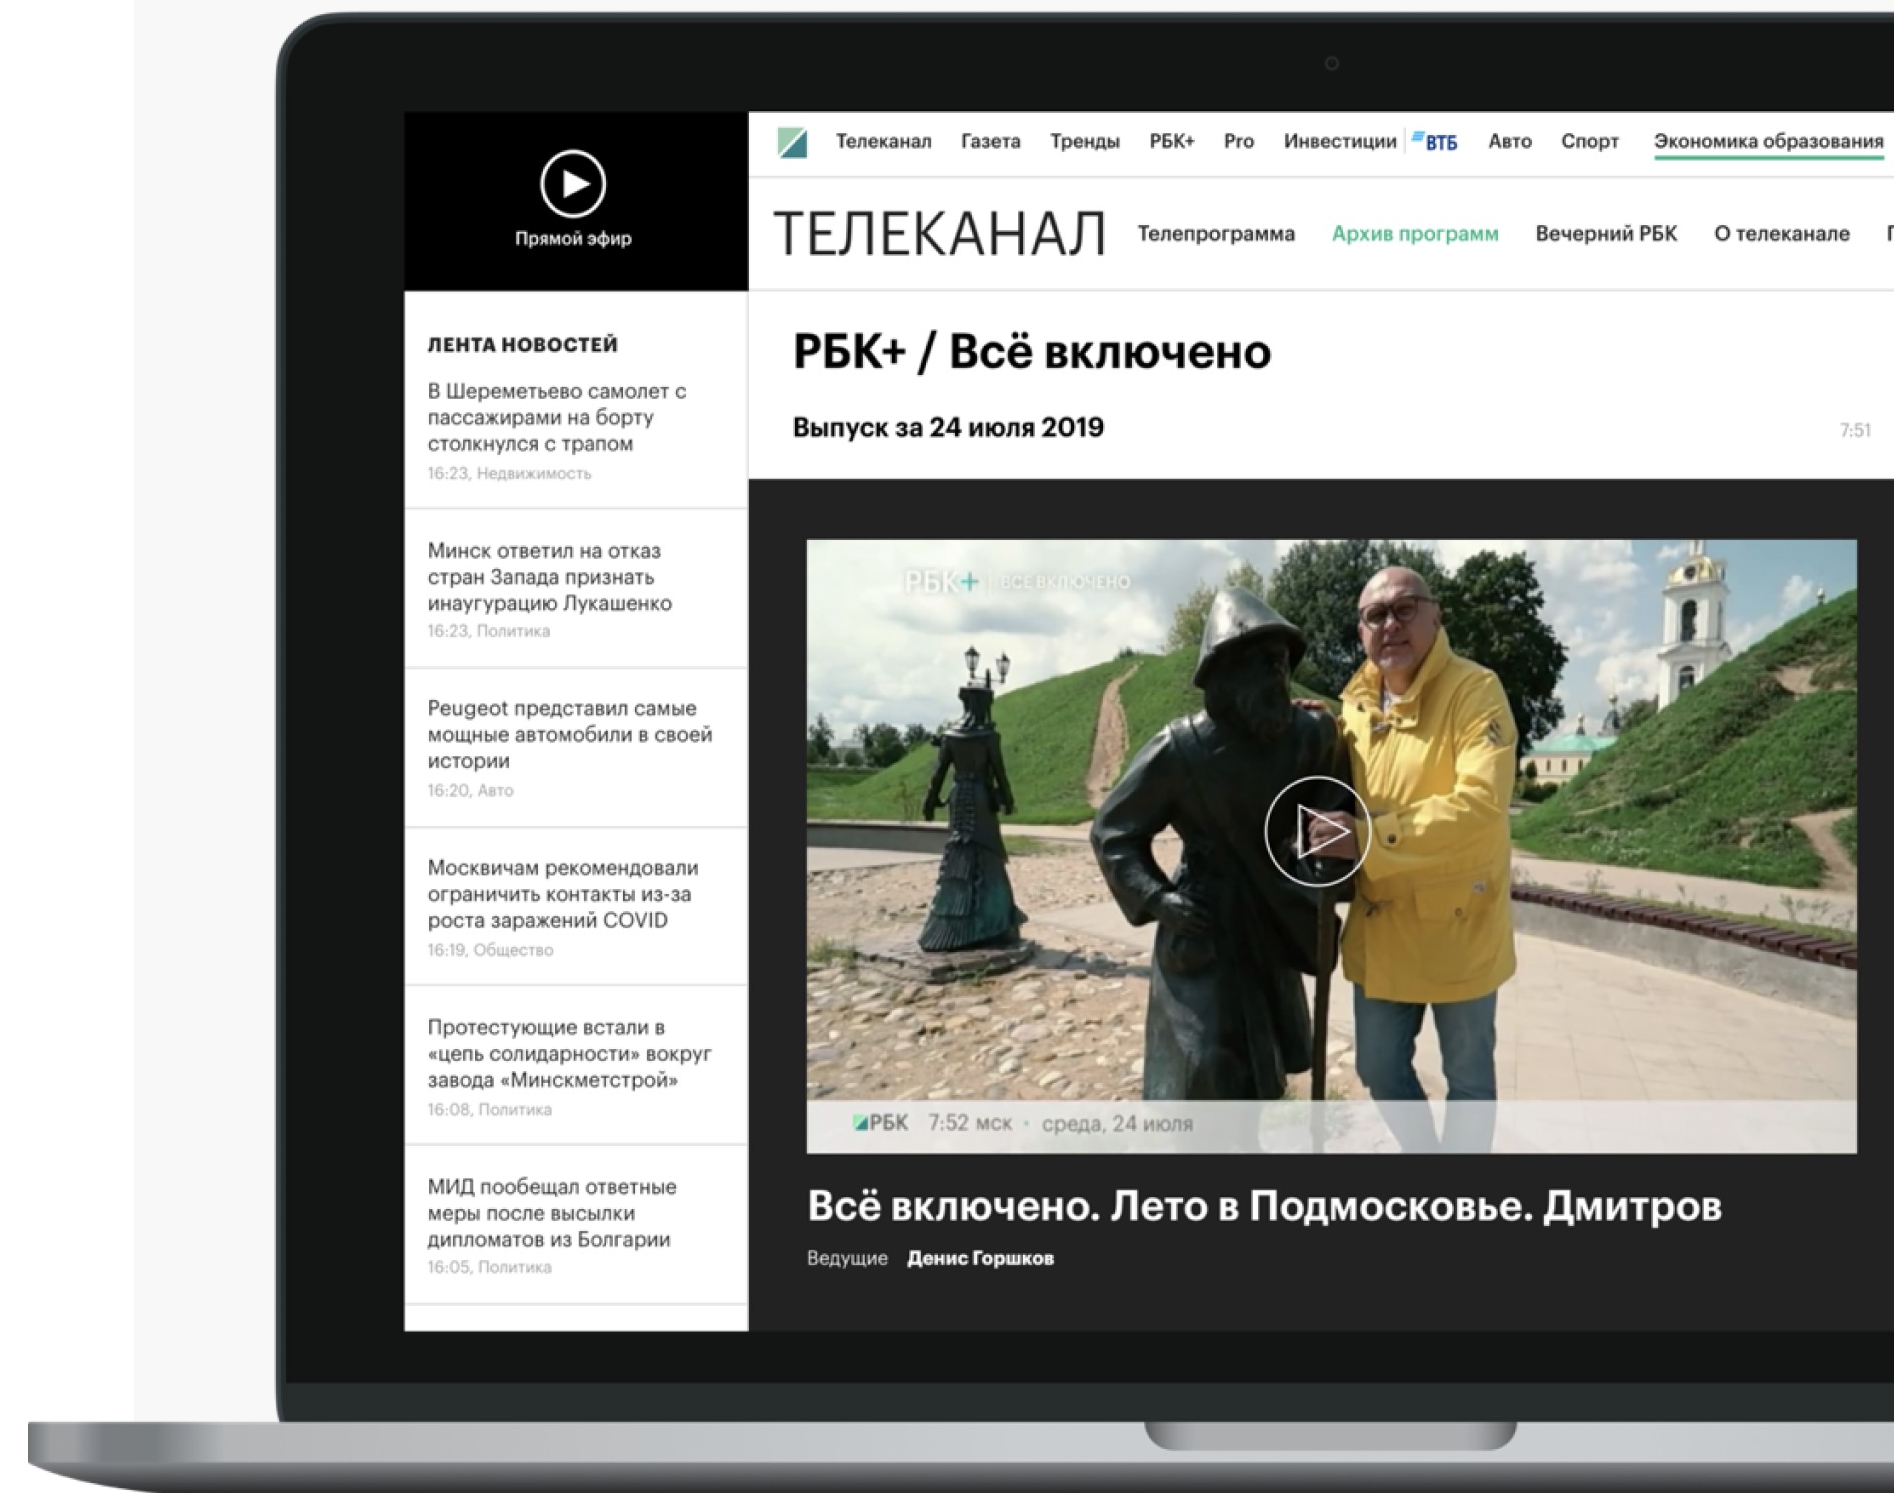 Прямой эфир
ЛЕНТА НОВОСТЕЙ
В Шереметьево самолет с
пассажирами на борту
столкнулся с трапом
16:23, Недвижимость
Минск ответил на отказ
стран Запада признать
инаугурацию Лукашенко
16:23, Политика
Peugeot представил самые
мощные автомобили в своей
истории
16:20, Авто
Москвичам рекомендовали
ограничить контакты из-за
роста заражений COVID
16:19, Общество
Протестующие встали в
«цепь солидарности» вокруг
завода «Минскметстрой»
16:08, Политика
МИД пообещал ответные
меры после высылки
дипломатов из Болгарии
16:05, Политика
Телеканал Газета Тренды РБК+ Pro Инвестиции ВТБ Авто Спорт Экономика образования
ТЕЛЕКАНАЛ Телепрограмма Архив программ Вечерний РБК О телеканале
РБК+ / Всё включено
Выпуск за 24 июля 2019 7:51
РБК+ | ВСЕ ВКЛЮЧЕНО
РБК 7:52 мск • среда, 24 июля
Всё включено. Лето в Подмосковье. Дмитров
Ведущие Денис Горшков